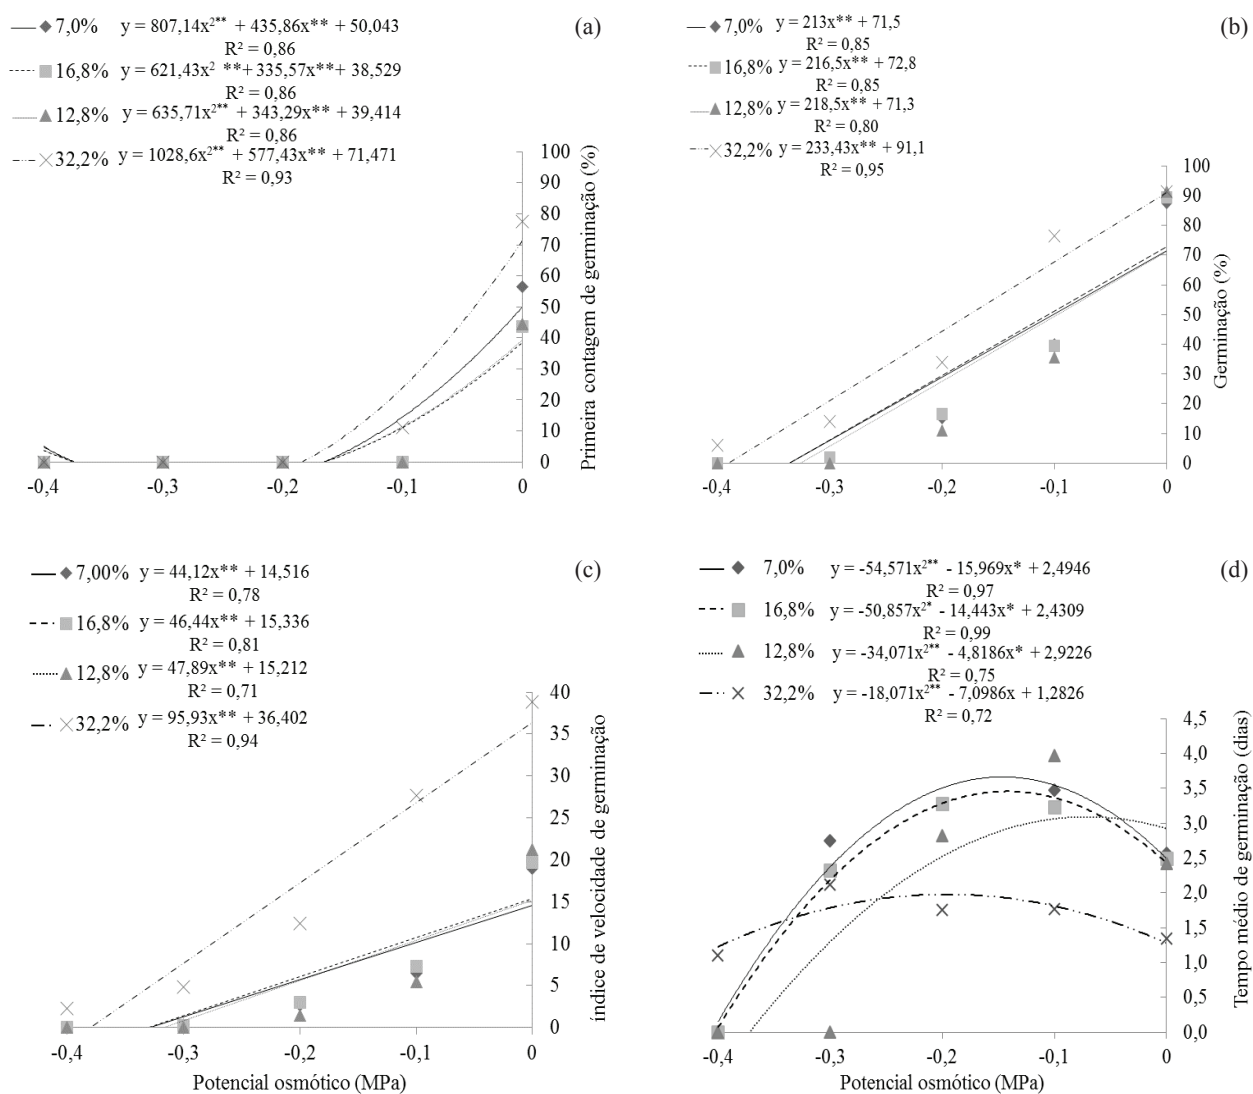 (a)
7,0% y = 807,14x²** + 435,86x** + 50,043
R² = 0,86
16,8% y = 621,43x² **+ 335,57x**+ 38,529
R² = 0,86
12,8% y = 635,71x²** + 343,29x** + 39,414
R² = 0,86
32,2% y = 1028,6x²** + 577,43x** + 71,471
R² = 0,93
100
90
80
70
60
50
40
30
20
10
0
Primeira contagem de germinação (%)
-0,4 -0,3 -0,2 -0,1 0
(b)
7,0% y = 213x** + 71,5
R² = 0,85
16,8% y = 216,5x** + 72,8
R² = 0,85
12,8% y = 218,5x** + 71,3
R² = 0,80
32,2% y = 233,43x** + 91,1
R² = 0,95
100
90
80
70
60
50
40
30
20
10
0
Germinação (%)
-0,4 -0,3 -0,2 -0,1 0
(c)
7,00% y = 44,12x** + 14,516
R² = 0,78
16,8% y = 46,44x** + 15,336
R² = 0,81
12,8% y = 47,89x** + 15,212
R² = 0,71
32,2% y = 95,93x** + 36,402
R² = 0,94
40
35
30
25
20
15
10
5
0
índice de velocidade de germinação
-0,4 -0,3 -0,2 -0,1 0
Potencial osmótico (MPa)
(d)
7,0% y = -54,571x²** - 15,969x* + 2,4946
R² = 0,97
16,8% y = -50,857x²* - 14,443x* + 2,4309
R² = 0,99
12,8% y = -34,071x²** - 4,8186x* + 2,9226
R² = 0,75
32,2% y = -18,071x²** - 7,0986x + 1,2826
R² = 0,72
4,5
4,0
3,5
3,0
2,5
2,0
1,5
1,0
0,5
0,0
Tempo médio de germinação (dias)
-0,4 -0,3 -0,2 -0,1 0
Potencial osmótico (MPa)